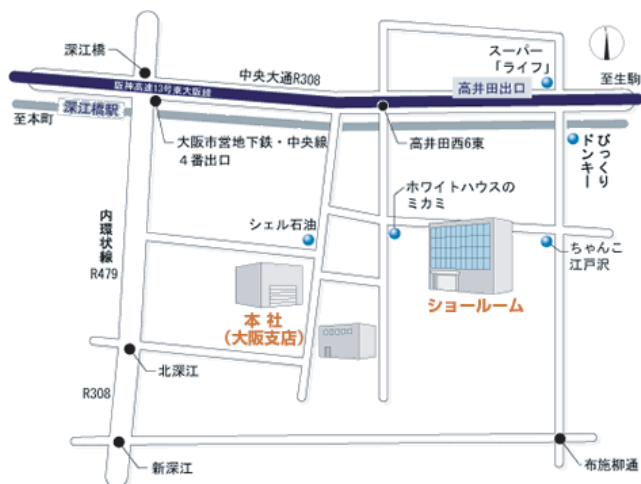 深江橋
中央大通R308
スーパー
「ライフ」
至生駒
阪神高速13号東大阪線
高井田出口
深江橋駅
至本町
大阪市営地下鉄・中央線
4番出口
高井田西6東
びっくり
ドンキー
ホワイトハウスの
ミカミ
内環状線
R479
シェル石油
ちゃんこ
江戸沢
ショールーム
本 社
（大阪支店）
北深江
R308
新深江
布施柳通